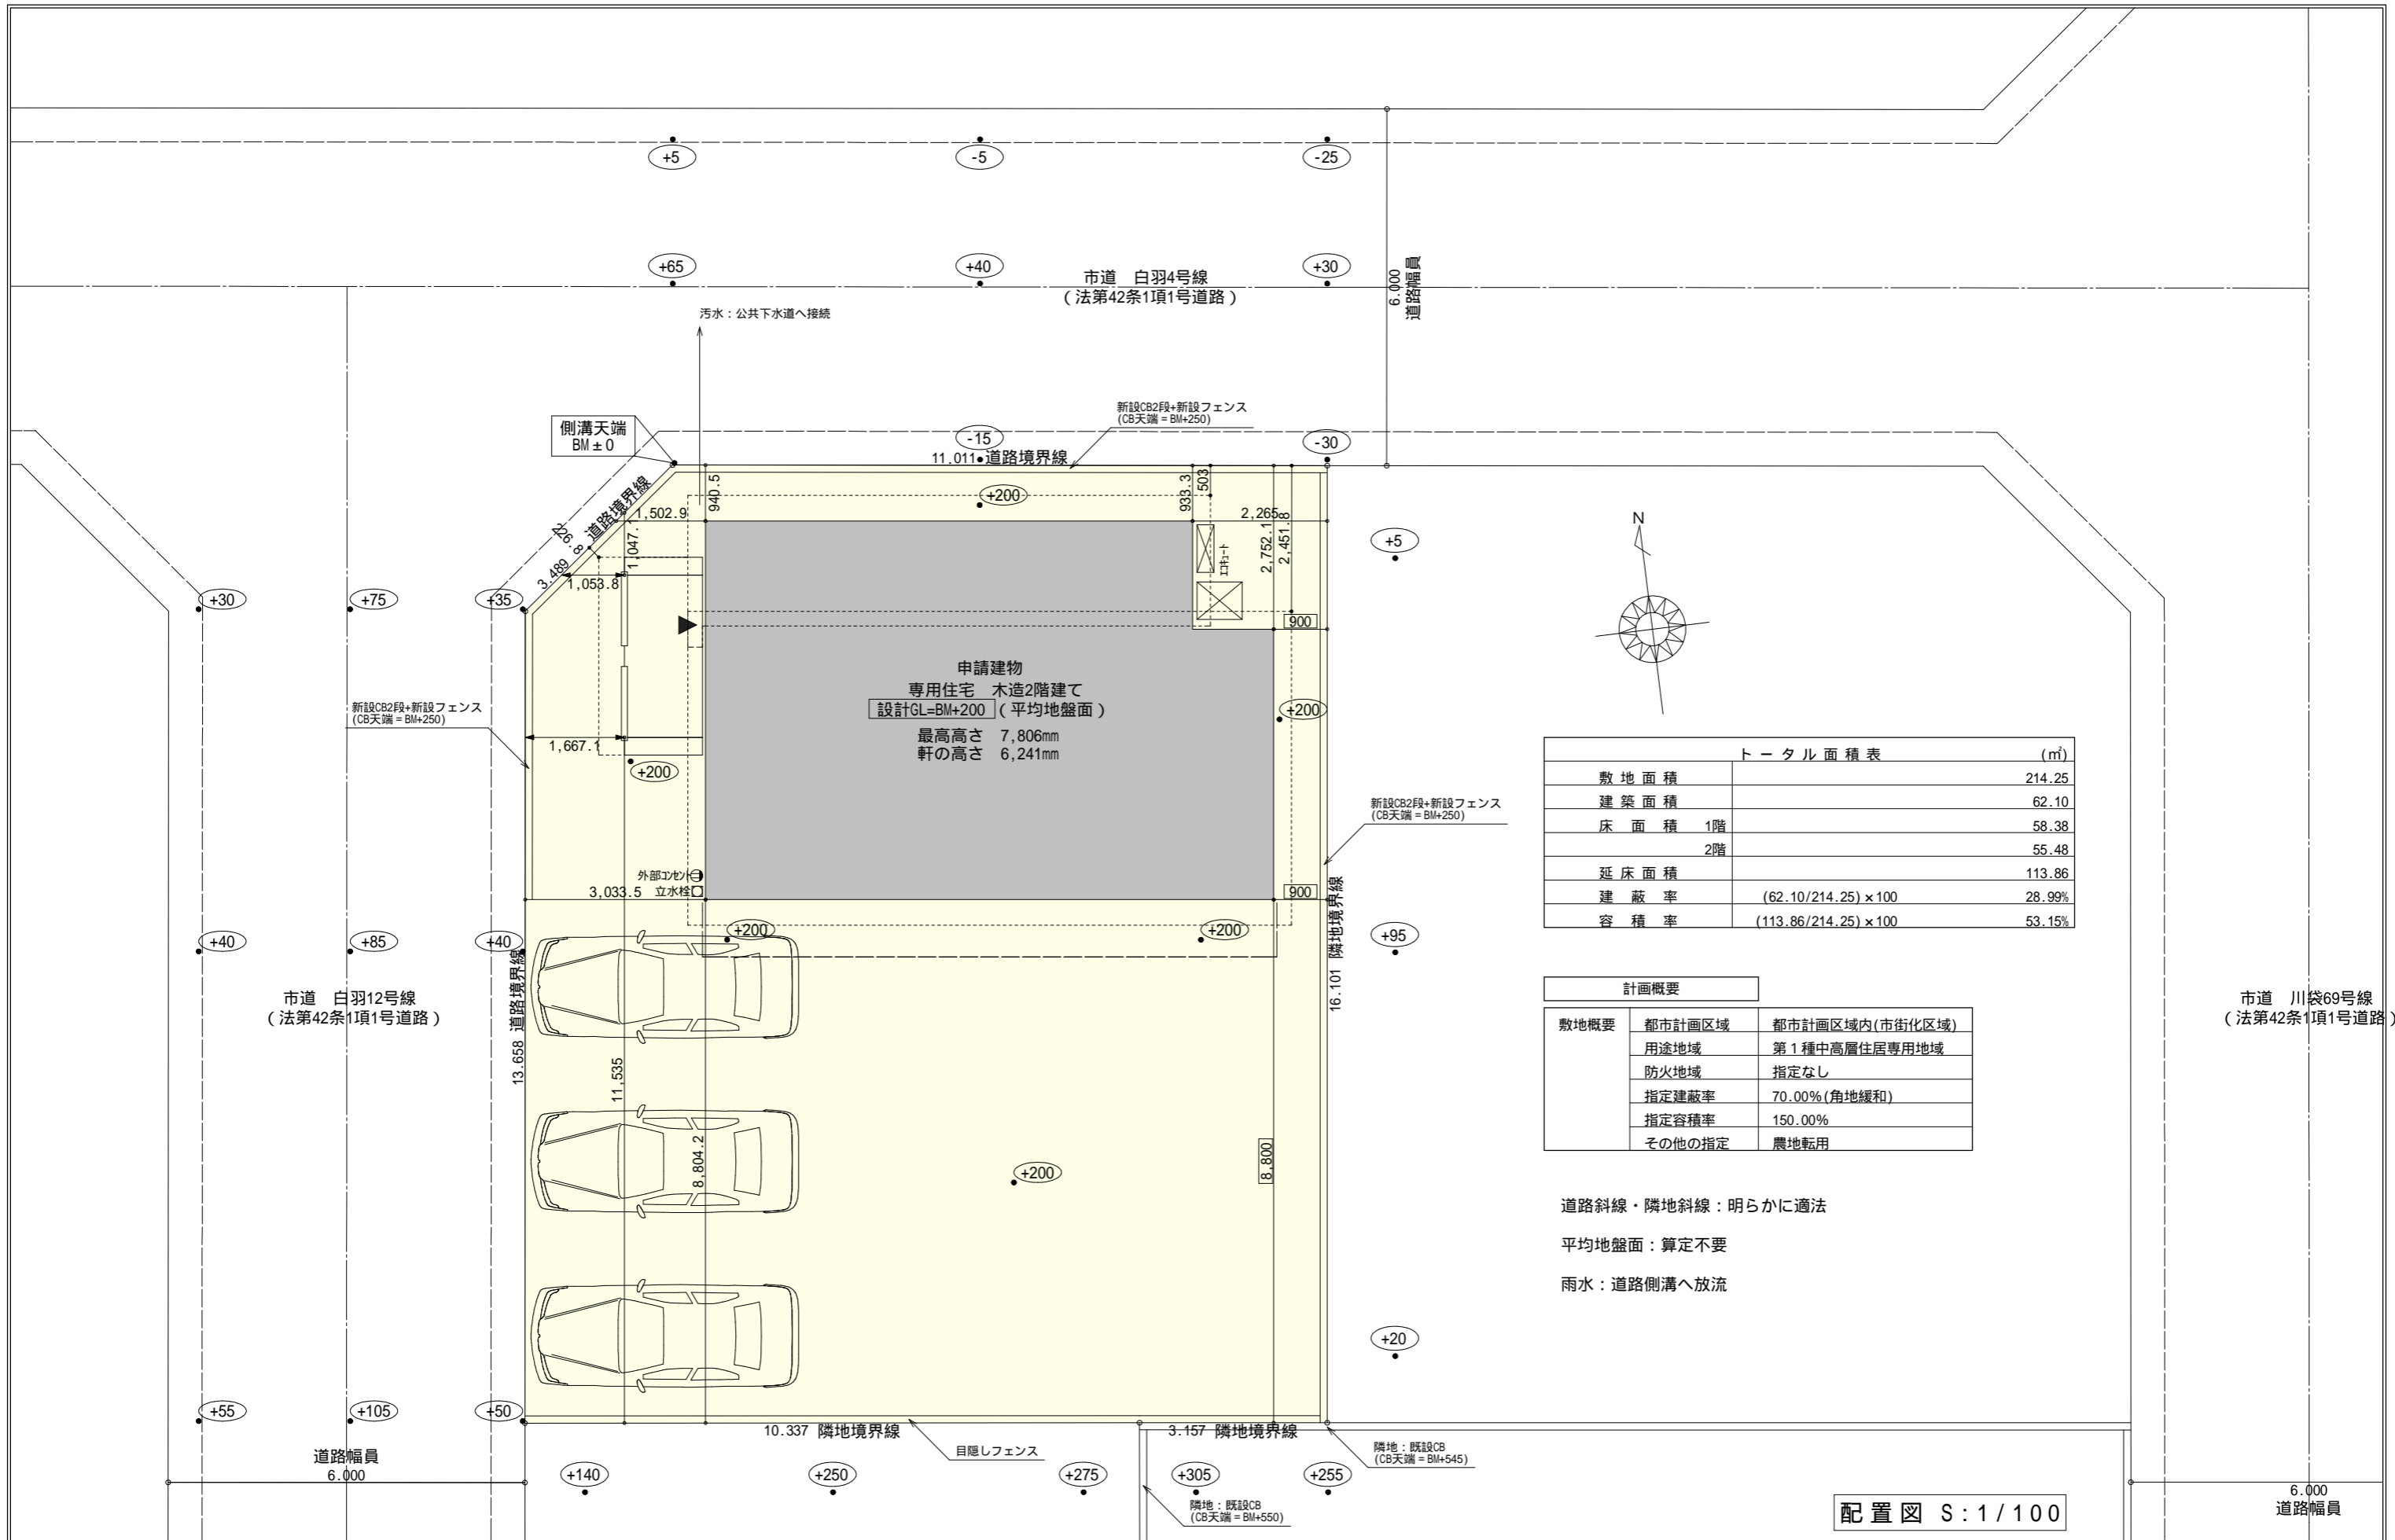 +5
-5
-25
+65
+40
+30
市道　白羽4号線
（法第42条1項1号道路）
6.000
道路幅員
汚水：公共下水道へ接続
新設CB2段+新設フェンス
(CB天端＝BM+250)
側溝天端
BM±0
-15
-30
11.011 道路境界線
3.489 道路境界線
226.8
940.5
933.3
503
+200
1,502.9
1,047.1
2,265
2,752.1
2,451.8
エコキュート
1,053.8
900
+5
N
+30
+75
+35
申請建物
専用住宅　木造2階建て
設計GL=BM+200（平均地盤面）
最高高さ　7,806mm
軒の高さ　6,241mm
+200
新設CB2段+新設フェンス
(CB天端＝BM+250)
1,667.1
+200
トータル面積表 (㎡)
敷地面積 214.25
建築面積 62.10
床面積 1階 58.38
2階 55.48
延床面積 113.86
建蔽率 (62.10/214.25)×100 28.99%
容積率 (113.86/214.25)×100 53.15%
新設CB2段+新設フェンス
(CB天端＝BM+250)
外部コンセント
3,033.5 立水栓
900
16.101 隣地境界線
+200
+200
+95
+40
+85
+40
市道　白羽12号線
（法第42条1項1号道路）
13.658 道路境界線
11,535
8,804.2
8,800
+200
計画概要
敷地概要 都市計画区域 都市計画区域内(市街化区域)
用途地域 第１種中高層住居専用地域
防火地域 指定なし
指定建蔽率 70.00%(角地緩和)
指定容積率 150.00%
その他の指定 農地転用
市道　川袋69号線
（法第42条1項1号道路）
道路斜線・隣地斜線：明らかに適法
平均地盤面：算定不要
雨水：道路側溝へ放流
+20
+55
+105
+50
10.337 隣地境界線
3.157 隣地境界線
目隠しフェンス
隣地：既設CB
(CB天端＝BM+545)
道路幅員
6.000
+140
+250
+275
+305
+255
隣地：既設CB
(CB天端＝BM+550)
配置図 S:1/100
6.000
道路幅員